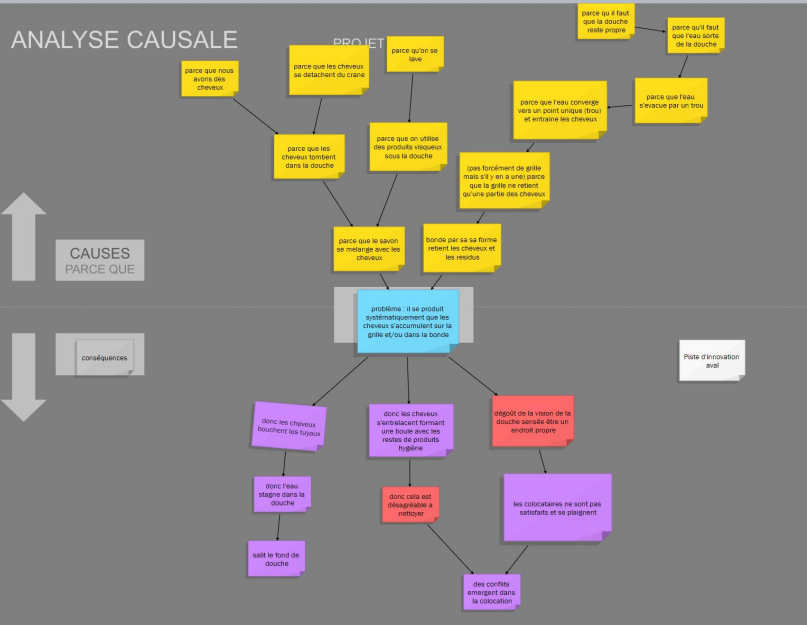 ANALYSE CAUSALE
PROJET
parce qu il faut
que la douche
reste propre
parce qu'il faut
que l'eau sorte
de la douche
parce qu'on se
lave
parce que les cheveux
se detachent du crane
parce que nous
avons des
cheveux
parce que l'eau
s'evacue par un trou
parce que l'eau converge
vers un point unique (trou)
et entraine les cheveux
parce que on utilise
des produits visqueux
sous la douche
parce que les
cheveux tombent
dans la douche
(pas forcément de grille
mais s'il y en a une) parce
que la grille ne retient
qu'une partie des cheveux
parce que le savon
se melange avec les
cheveux
bonde par sa sa forme
retient les cheveux et
les residus
CAUSES
PARCE QUE
problème : il se produit
systématiquement que les
cheveux s'accumulent sur la
grille et/ou dans la bonde
conséquences
Piste d'innovation
aval
donc les cheveux
bouchent les tuyaux
donc les cheveux
s'entrelacent formant
une boule avec les
restes de produits
hygiène
dégoût de la vision de la
douche sensée être un
endroit propre
donc l'eau
stagne dans la
douche
donc cela est
désagréable a
nettoyer
les colocataires ne sont pas
satisfaits et se plaignent
salit le fond de
douche
des conflits
emergent dans
la colocation